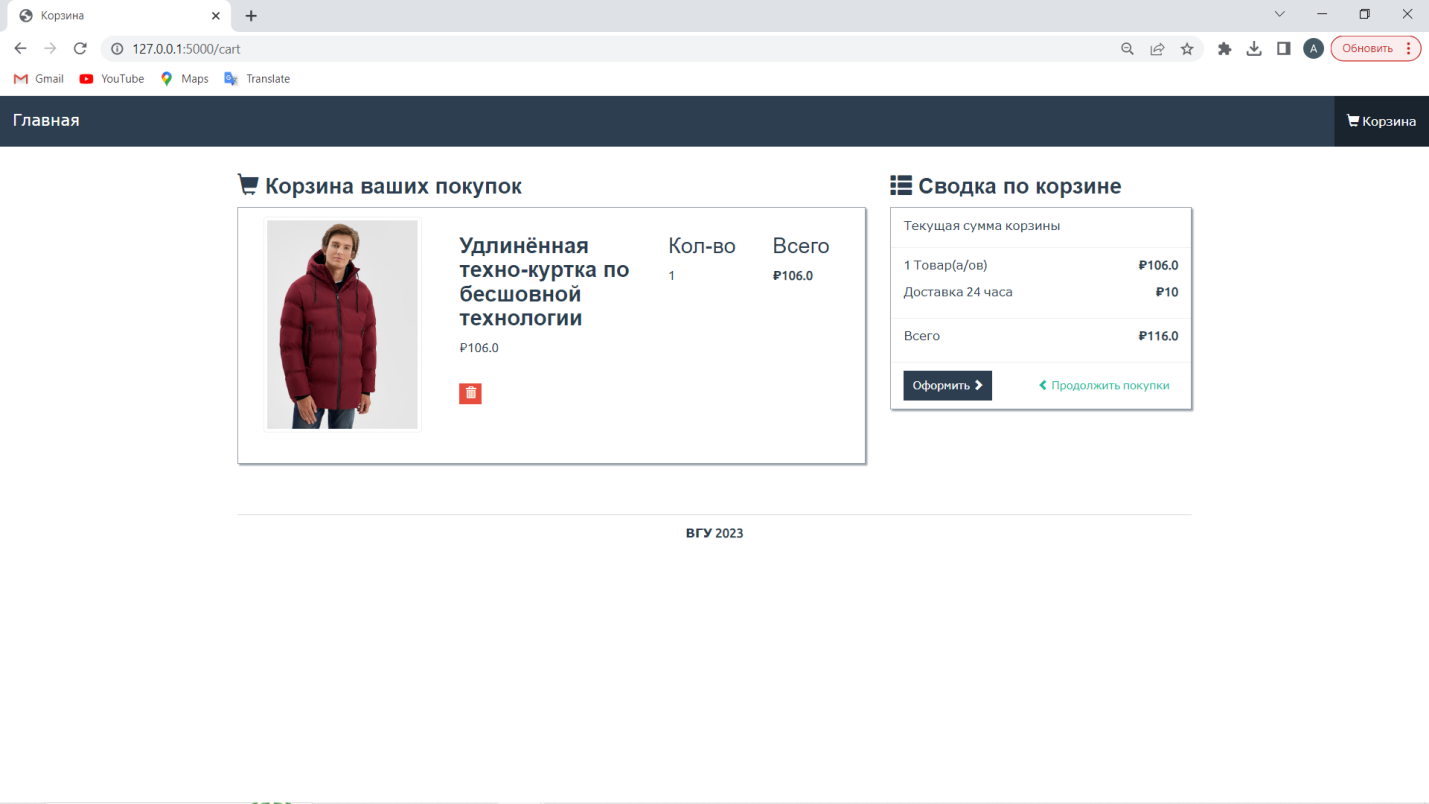 Корзина
127.0.0.1:5000/cart
А
Обновить
Gmail
YouTube
Maps
Translate
Главная
Корзина
Корзина ваших покупок
Удлинённая
техно-куртка по
бесшовной
технологии
₽106.0
Кол-во
1
Всего
₽106.0
Сводка по корзине
Текущая сумма корзины
1 Товар(а/ов) ₽106.0
Доставка 24 часа ₽10
Всего ₽116.0
Оформить
Продолжить покупки
ВГУ 2023